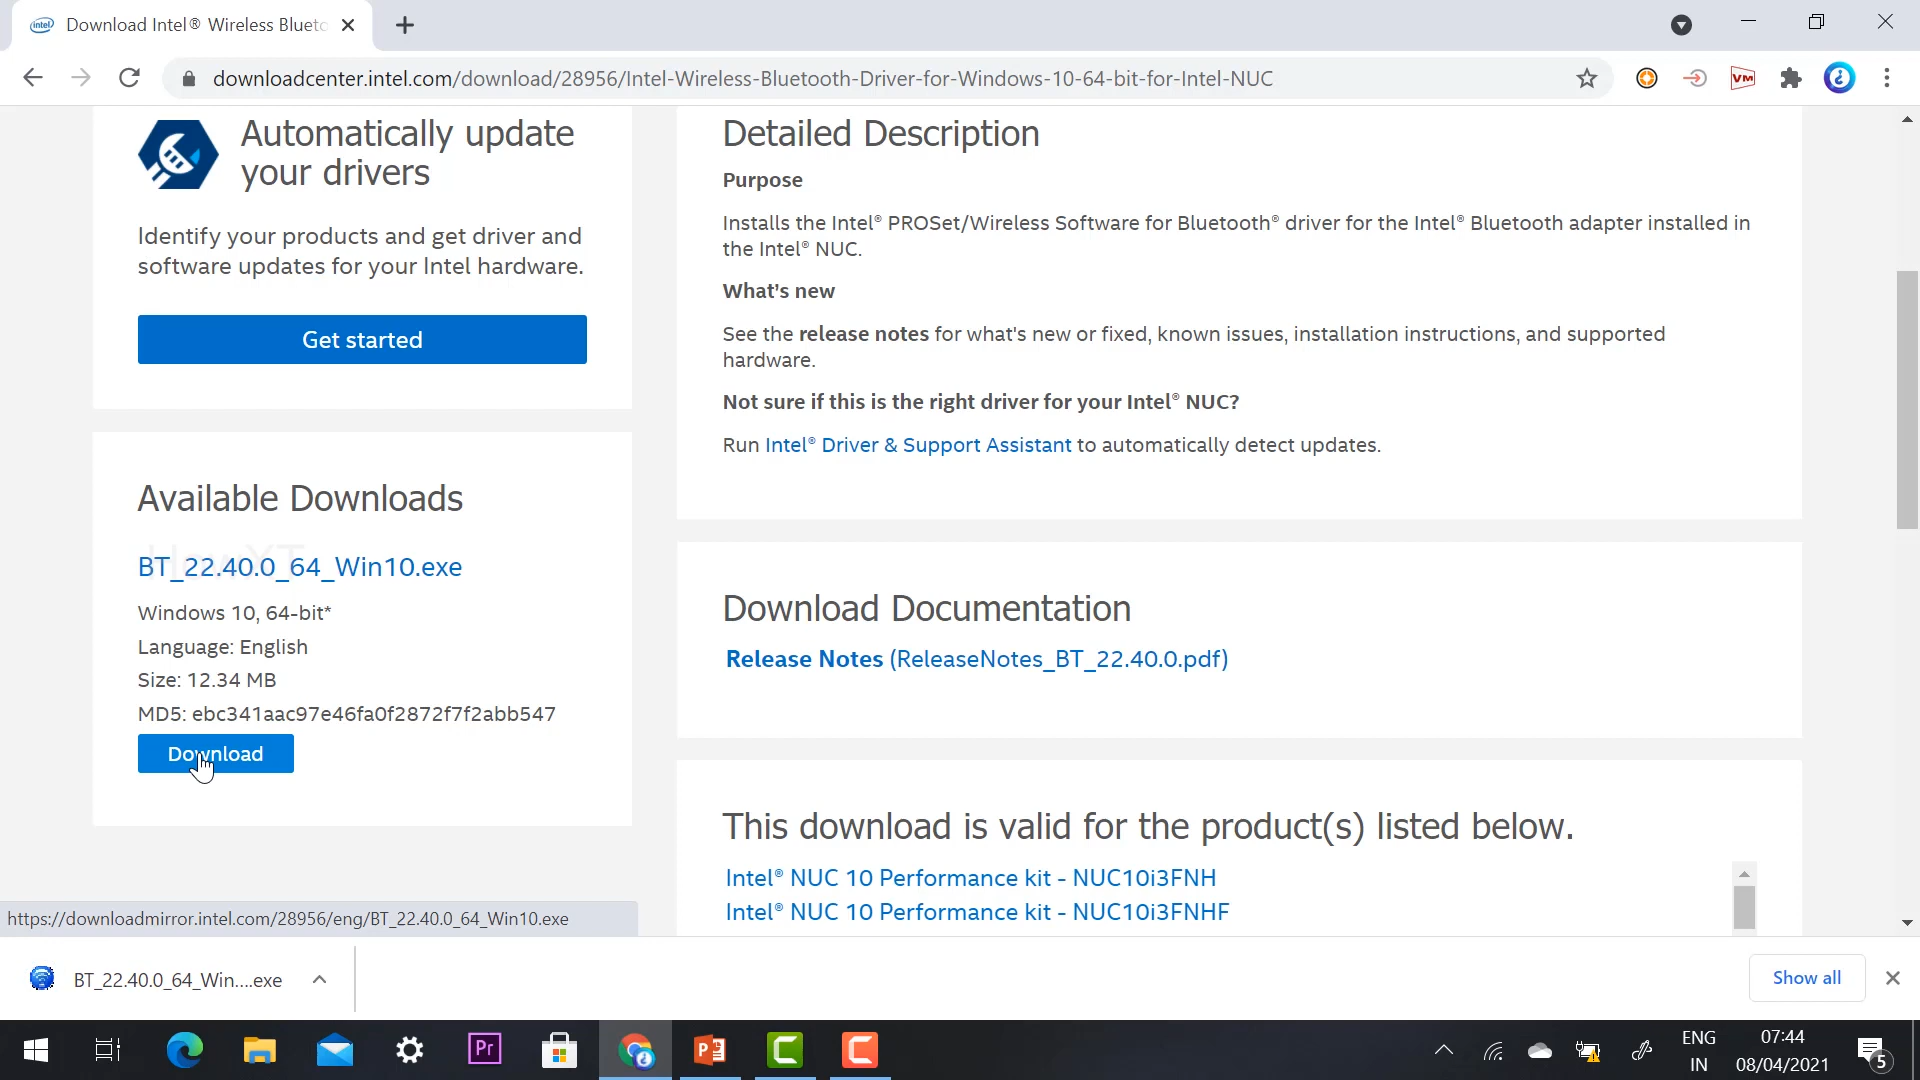 Download Intel® Wireless Blueto
downloadcenter.intel.com/download/28956/Intel-Wireless-Bluetooth-Driver-for-Windows-10-64-bit-for-Intel-NUC
VM
Automatically update
your drivers
Identify your products and get driver and
software updates for your Intel hardware.
Get started
Available Downloads
BT_22.40.0_64_Win10.exe
Windows 10, 64-bit*
Language: English
Size: 12.34 MB
MD5: ebc341aac97e46fa0f2872f7f2abb547
Download
Detailed Description
Purpose
Installs the Intel® PROSet/Wireless Software for Bluetooth® driver for the Intel® Bluetooth adapter installed in
the Intel® NUC.
What's new
See the release notes for what's new or fixed, known issues, installation instructions, and supported
hardware.
Not sure if this is the right driver for your Intel® NUC?
Run Intel® Driver & Support Assistant to automatically detect updates.
Download Documentation
Release Notes (ReleaseNotes_BT_22.40.0.pdf)
This download is valid for the product(s) listed below.
Intel® NUC 10 Performance kit - NUC10i3FNH
Intel® NUC 10 Performance kit - NUC10i3FNHF
https://downloadmirror.intel.com/28956/eng/BT_22.40.0_64_Win10.exe
BT_22.40.0_64_Win....exe
Show all
Pr
ENG
IN
07:44
08/04/2021
5